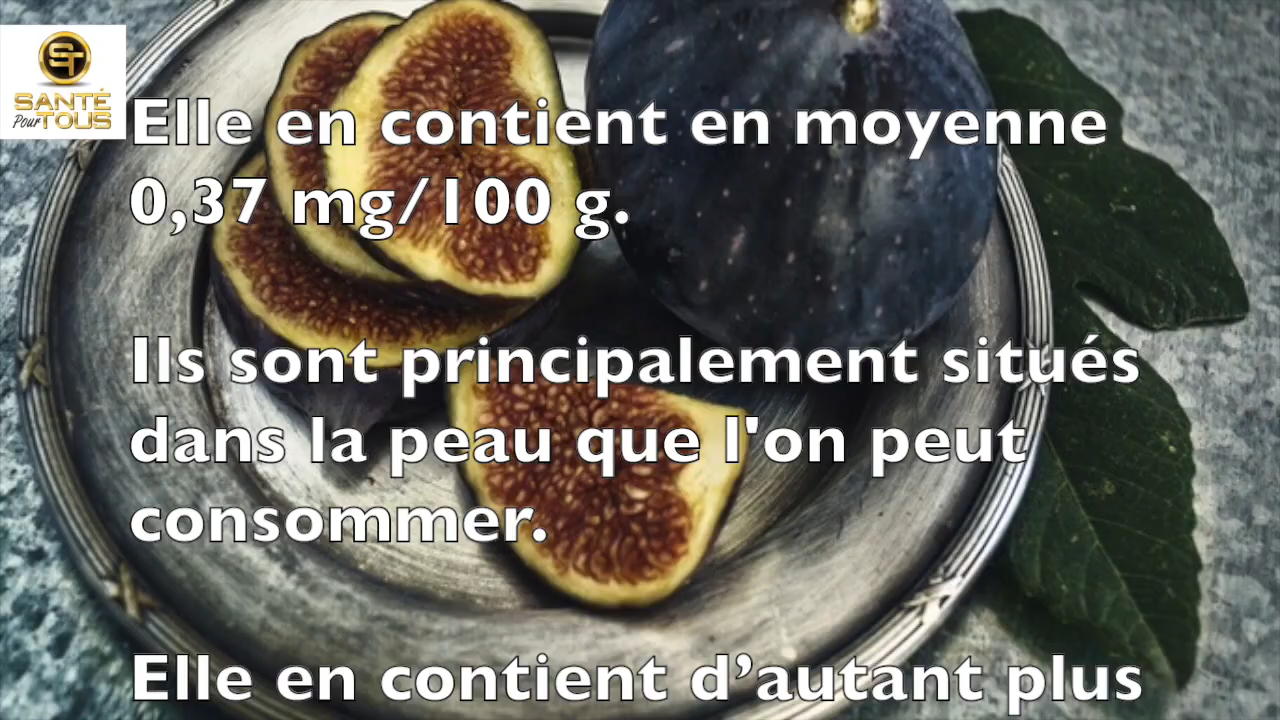 ST
SANTÉ
Pour TOUS
Elle en contient en moyenne
0,37 mg/100 g.
Ils sont principalement situés
dans la peau que l'on peut
consommer.
Elle en contient d’autant plus